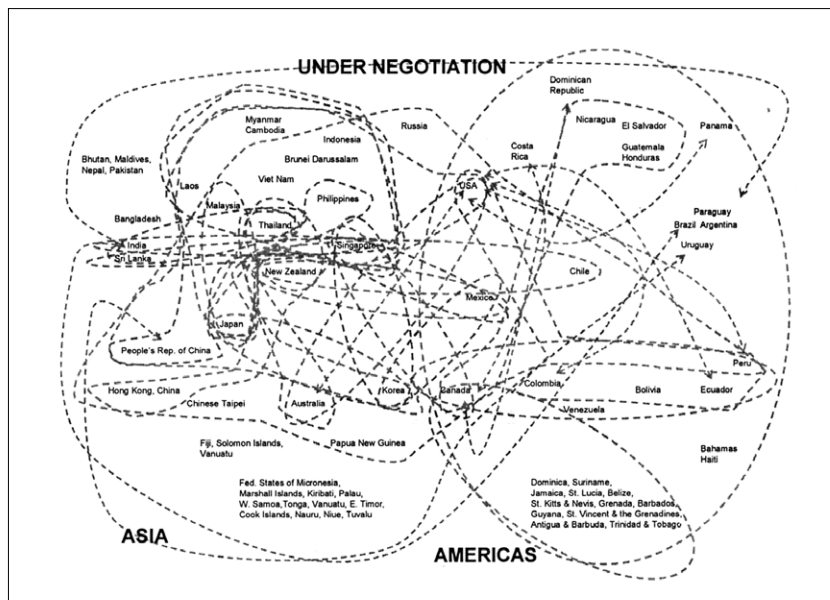 UNDER NEGOTIATION
Dominican
Republic
Myanmar
Cambodia
Russia
Nicaragua
El Salvador
Panama
Indonesia
Costa
Rica
Guatemala
Honduras
Brunei Darussalam
Bhutan, Maldives,
Nepal, Pakistan
Laos
Viet Nam
USA
Malaysia
Philippines
Bangladesh
Thailand
Paraguay
Brazil Argentina
India
Singapore
Uruguay
Sri Lanka
New Zealand
Chile
Mexico
Japan
People's Rep. of China
Peru
Hong Kong, China
Korea
Canada
Colombia
Bolivia
Ecuador
Chinese Taipei
Australia
Venezuela
Fiji, Solomon Islands,
Vanuatu
Papua New Guinea
Bahamas
Haiti
Fed. States of Micronesia,
Marshall Islands, Kiribati, Palau,
W. Samoa,Tonga, Vanuatu, E. Timor,
Cook Islands, Nauru, Niue, Tuvalu
Dominica, Suriname,
Jamaica, St. Lucia, Belize,
St. Kitts & Nevis, Grenada, Barbados,
Guyana, St. Vincent & the Grenadines,
Antigua & Barbuda, Trinidad & Tobago
ASIA
AMERICAS